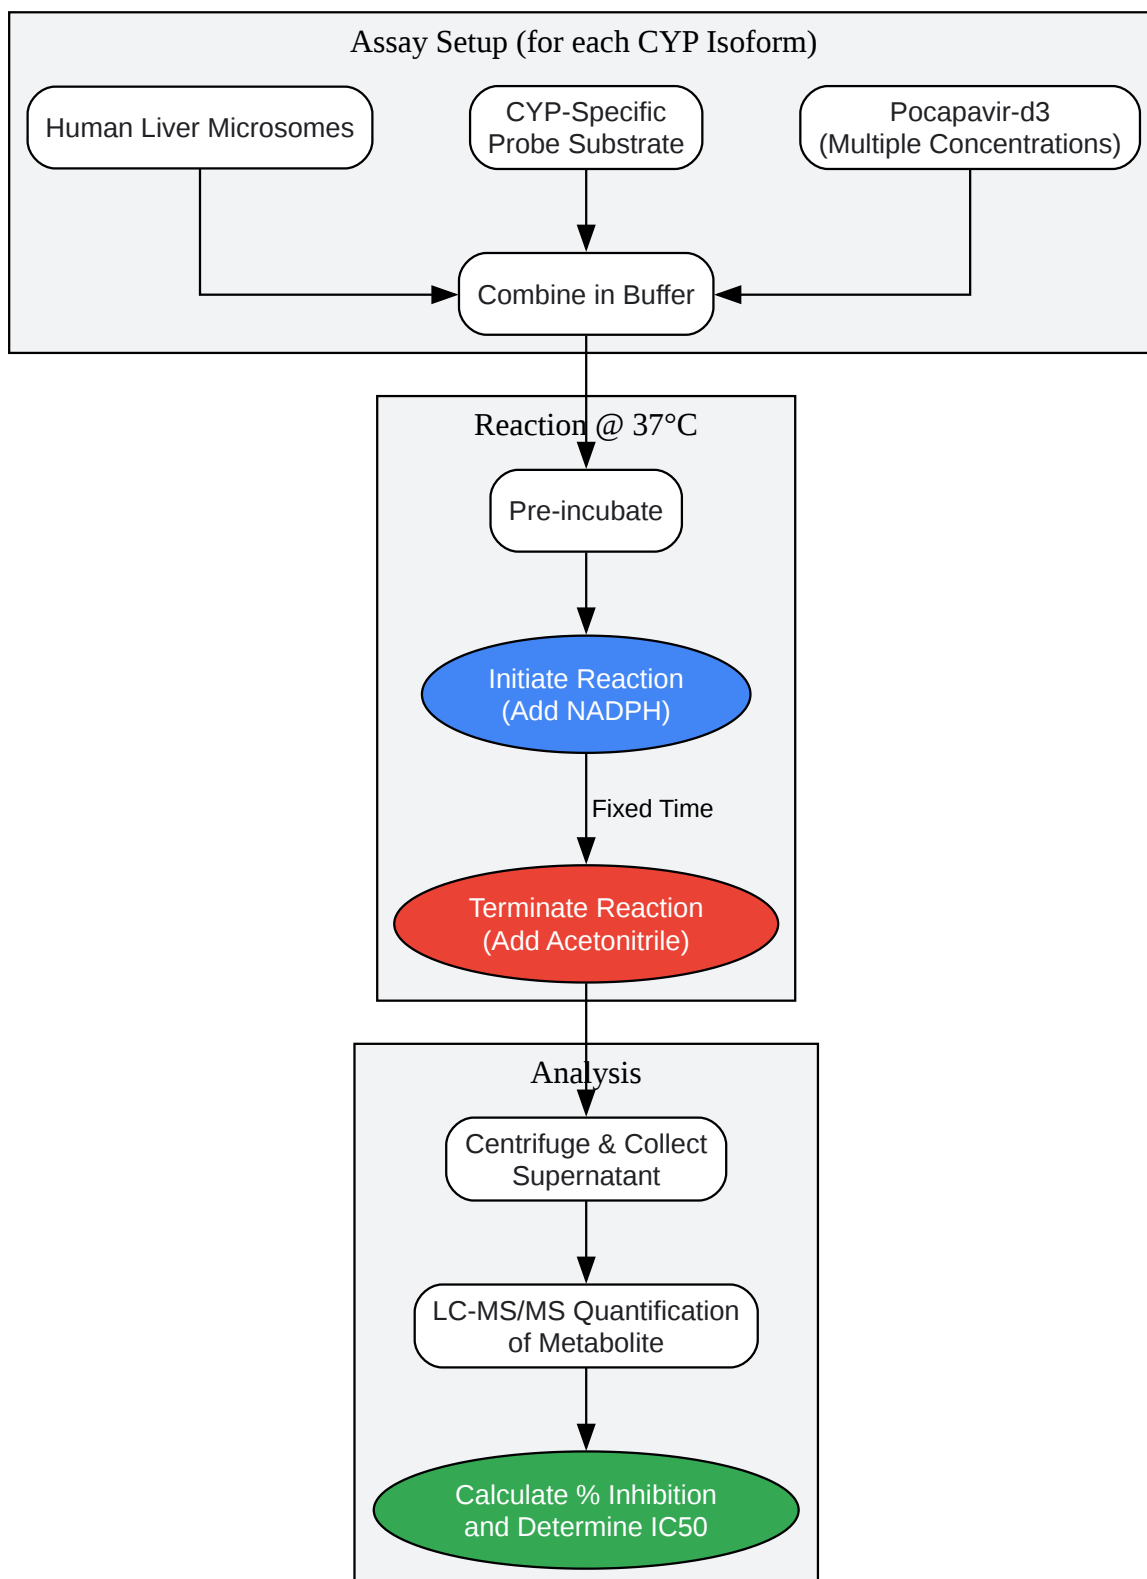 Assay Setup (for each CYP Isoform)
Human Liver Microsomes
CYP-Specific
Probe Substrate
Pocapavir-d3
(Multiple Concentrations)
Combine in Buffer
Reaction @ 37°C
Pre-incubate
Initiate Reaction
(Add NADPH)
Fixed Time
Terminate Reaction
(Add Acetonitrile)
Analysis
Centrifuge & Collect
Supernatant
LC-MS/MS Quantification
of Metabolite
Calculate % Inhibition
and Determine IC50